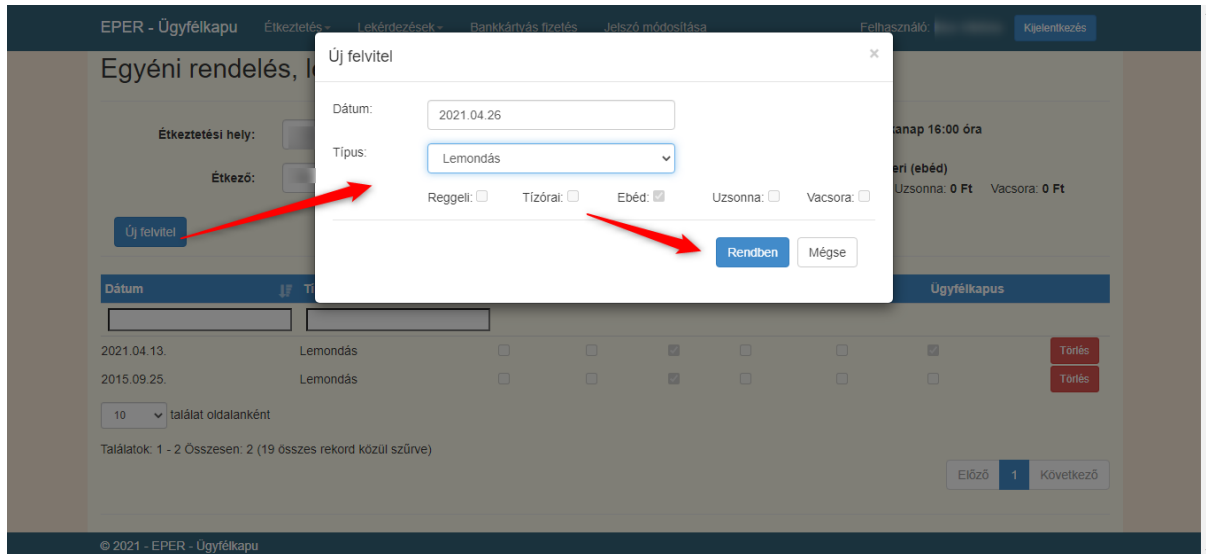 EPER - Ügyfélkapu Étkeztetés Lekérdezések Bankkártyás fizetés Jelszó módosítása Felhasználó: Kijelentkezés
Egyéni rendelés,
Új felvitel ×
Dátum: 2021.04.26
Étkeztetési hely: 16:00 óra
Típus: Lemondás
(ebéd)
Étkező: Uzsonna: 0 Ft Vacsora: 0 Ft
Reggeli: Tízórai: Ebéd: Uzsonna: Vacsora:
Új felvitel
Rendben Mégse
Dátum Ügyfélkapus
2021.04.13. Lemondás Törlés
2015.09.25. Lemondás Törlés
10 találat oldalanként
Találatok: 1 - 2 Összesen: 2 (19 összes rekord közül szűrve)
Előző 1 Következő
© 2021 - EPER - Ügyfélkapu